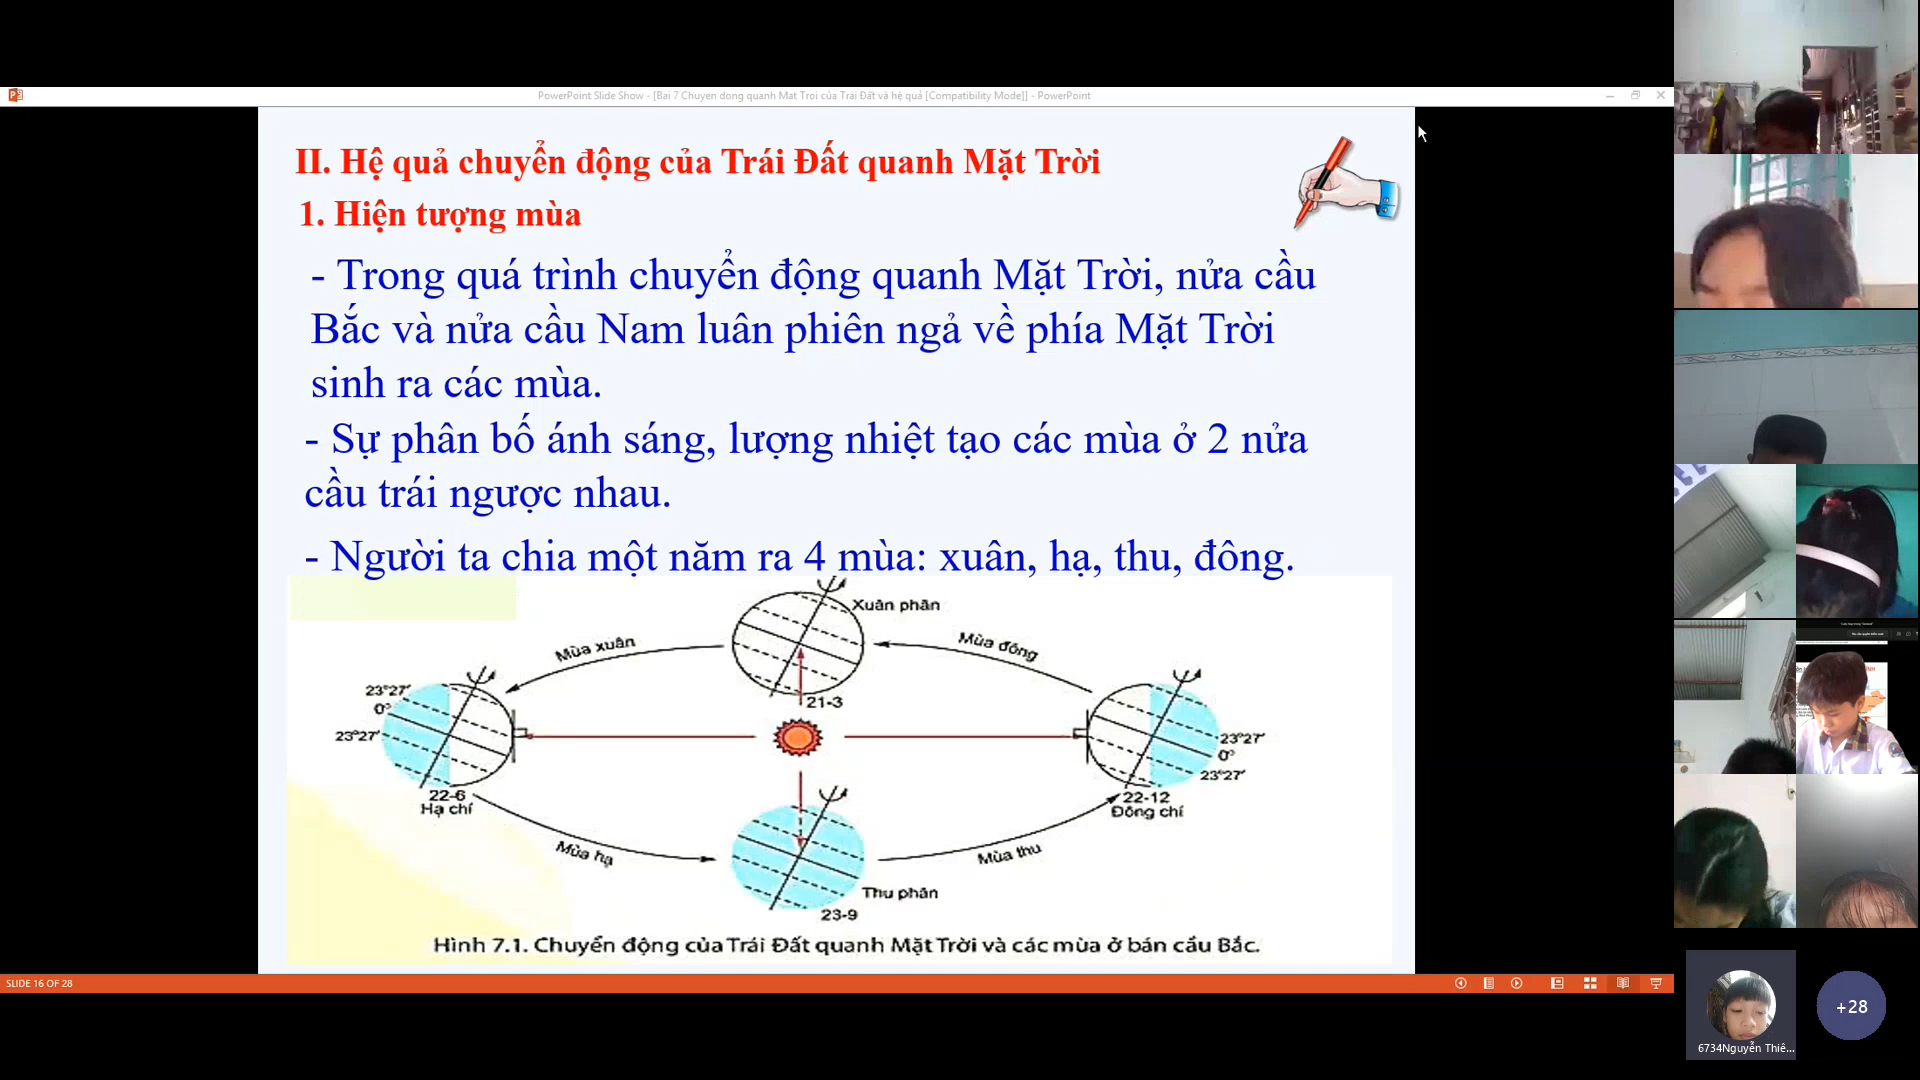 PowerPoint Slide Show - [Bai 7 Chuyen dong quanh Mat Troi của Trái Đất và hệ quả [Compatibility Mode]] - PowerPoint
II. Hệ quả chuyển động của Trái Đất quanh Mặt Trời
1. Hiện tượng mùa
- Trong quá trình chuyển động quanh Mặt Trời, nửa cầu
Bắc và nửa cầu Nam luân phiên ngả về phía Mặt Trời
sinh ra các mùa.
- Sự phân bố ánh sáng, lượng nhiệt tạo các mùa ở 2 nửa
cầu trái ngược nhau.
- Người ta chia một năm ra 4 mùa: xuân, hạ, thu, đông.
Xuân phân
21-3
Mùa xuân
Mùa đông
23°27'
0°
23°27'
22-6
Hạ chí
23°27'
0°
23°27'
22-12
Đông chí
Mùa hạ
Mùa thu
Thu phân
23-9
Hình 7.1. Chuyển động của Trái Đất quanh Mặt Trời và các mùa ở bán cầu Bắc.
SLIDE 16 OF 28
6734Nguyễn Thiê...
+28